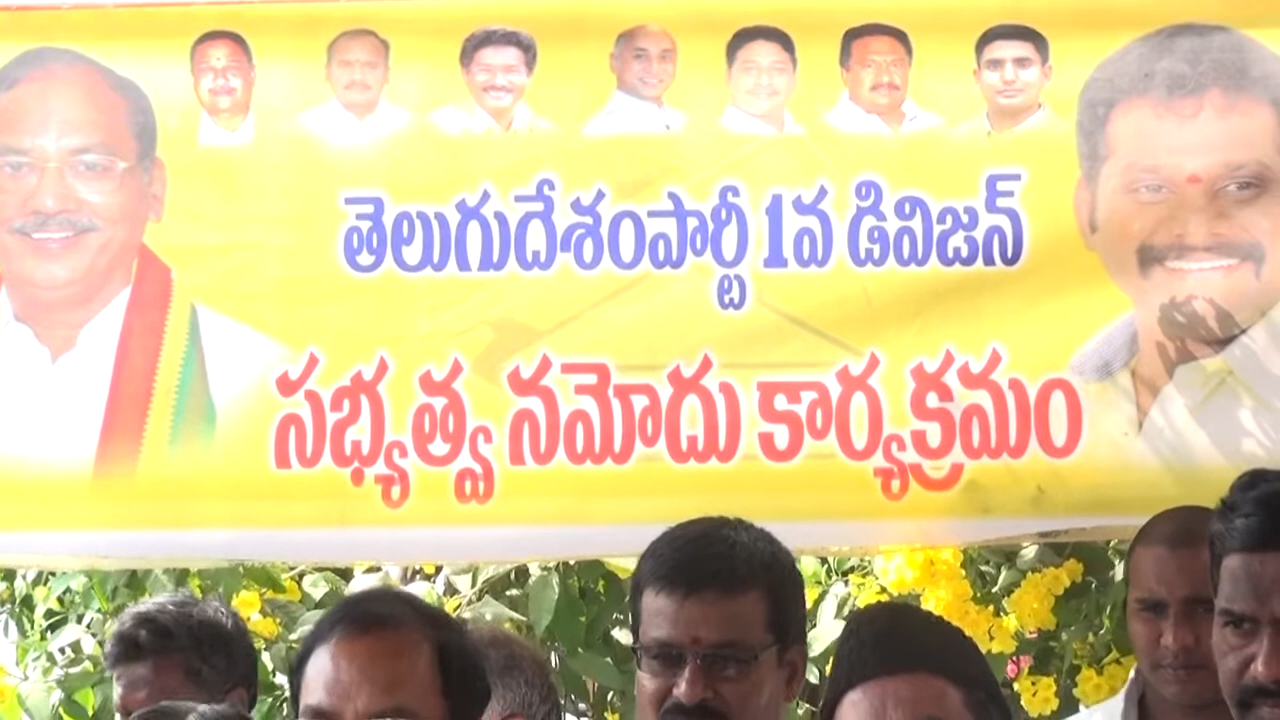 తెలుగుదేశంపార్టీ 1వ డివిజన్
సభ్యత్వ నమోదు కార్యక్రమం